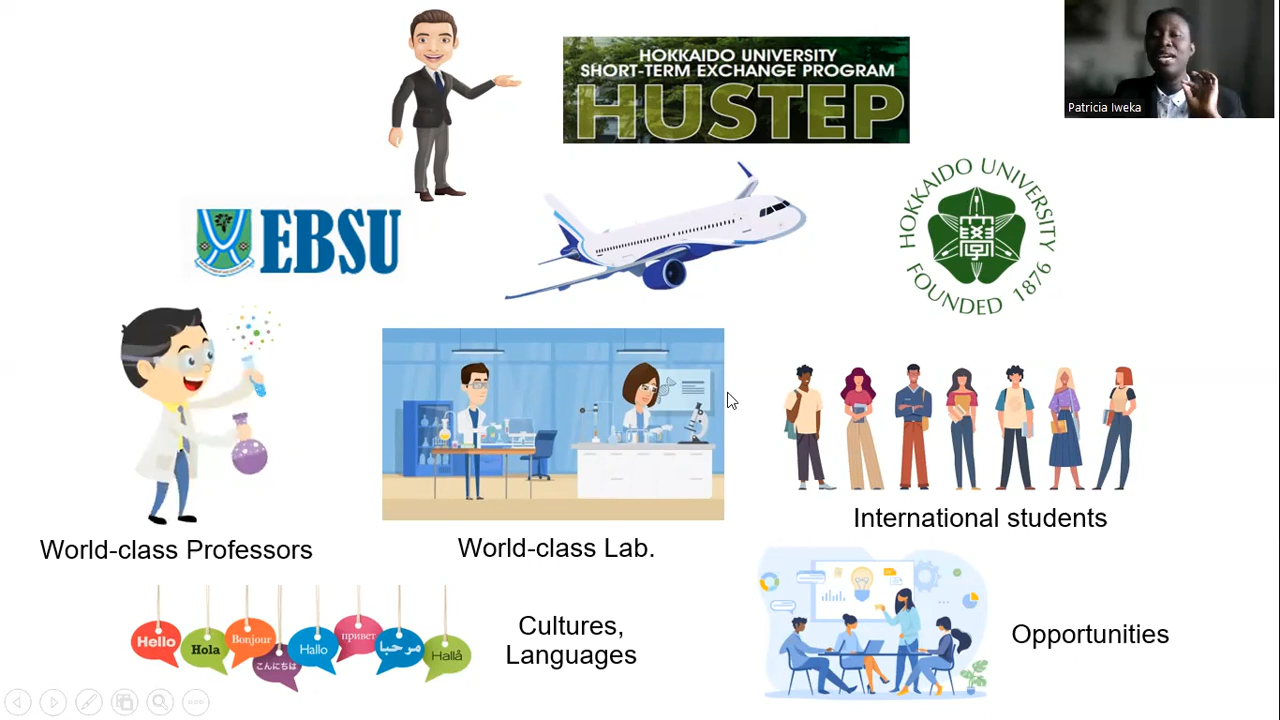 HOKKAIDO UNIVERSITY
SHORT-TERM EXCHANGE PROGRAM
HUSTEP
Patricia Iweka
EBSU
HOKKAIDO UNIVERSITY
FOUNDED 1876
World-class Professors
World-class Lab.
International students
Hello
Hola
Bonjour
こんにちは
Hallo
привет
مرحبا
Hallå
Cultures,
Languages
Opportunities